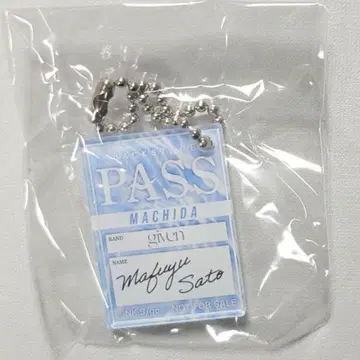 PASS
MACHIDA
BAND
given
NAME
Mafuyu
Sato
NOT FOR SALE